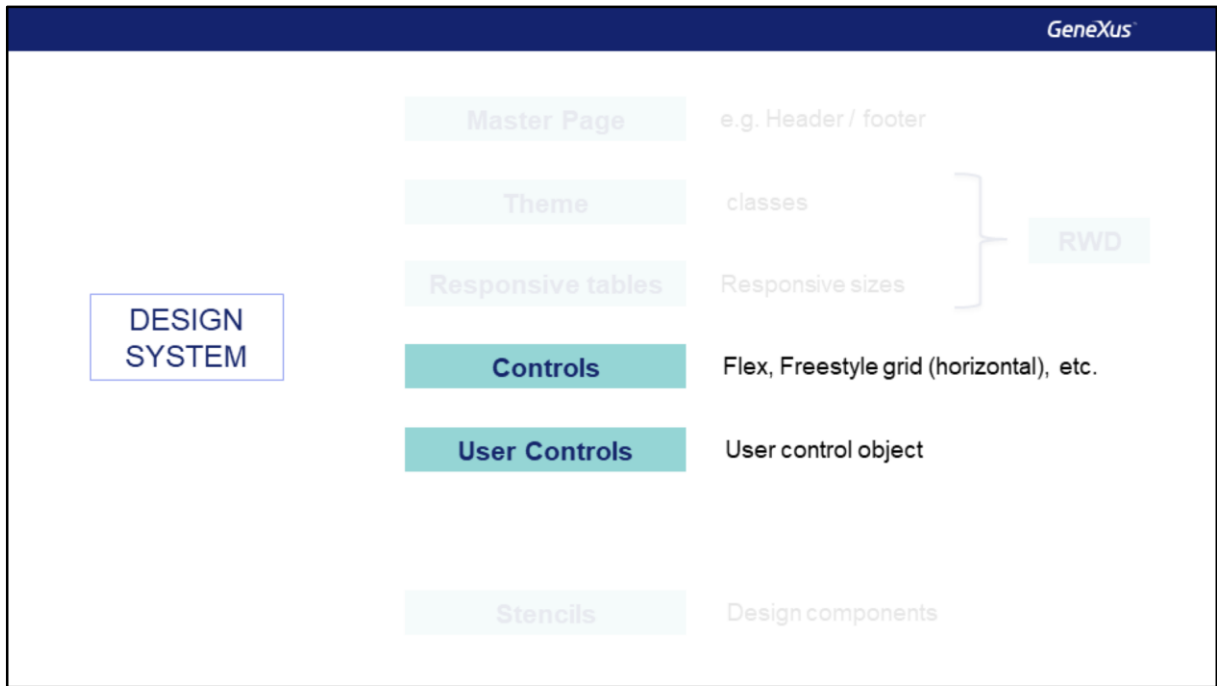 GeneXus™
Master Page e.g. Header / footer
Theme classes
RWD
Responsive tables Responsive sizes
DESIGN
SYSTEM
Controls Flex, Freestyle grid (horizontal), etc.
User Controls User control object
Stencils Design components